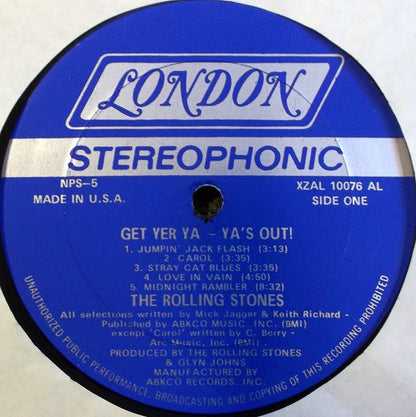 LONDON
STEREOPHONIC
NPS-5
MADE IN U.S.A.
XZAL 10076 AL
SIDE ONE
GET YER YA - YA'S OUT!
1. JUMPIN' JACK FLASH (3:13)
2 CAROL (3:35)
3. STRAY CAT BLUES (3:35)
4. LOVE IN VAIN (4:50)
5. MIDNIGHT RAMBLER (8:32)
THE ROLLING STONES
All selections written by Mick Jagger & Keith Richard -
Published by ABKCO MUSIC, INC. (BMI)
except "Carol" written by C. Berry -
Arc Music, Inc. (BMI).
PRODUCED BY THE ROLLING STONES
& GLYN JOHNS
MANUFACTURED BY
ABKCO RECORDS, INC.
UNAUTHORIZED PUBLIC PERFORMANCE, BROADCASTING AND COPYING OF THIS RECORDING PROHIBITED